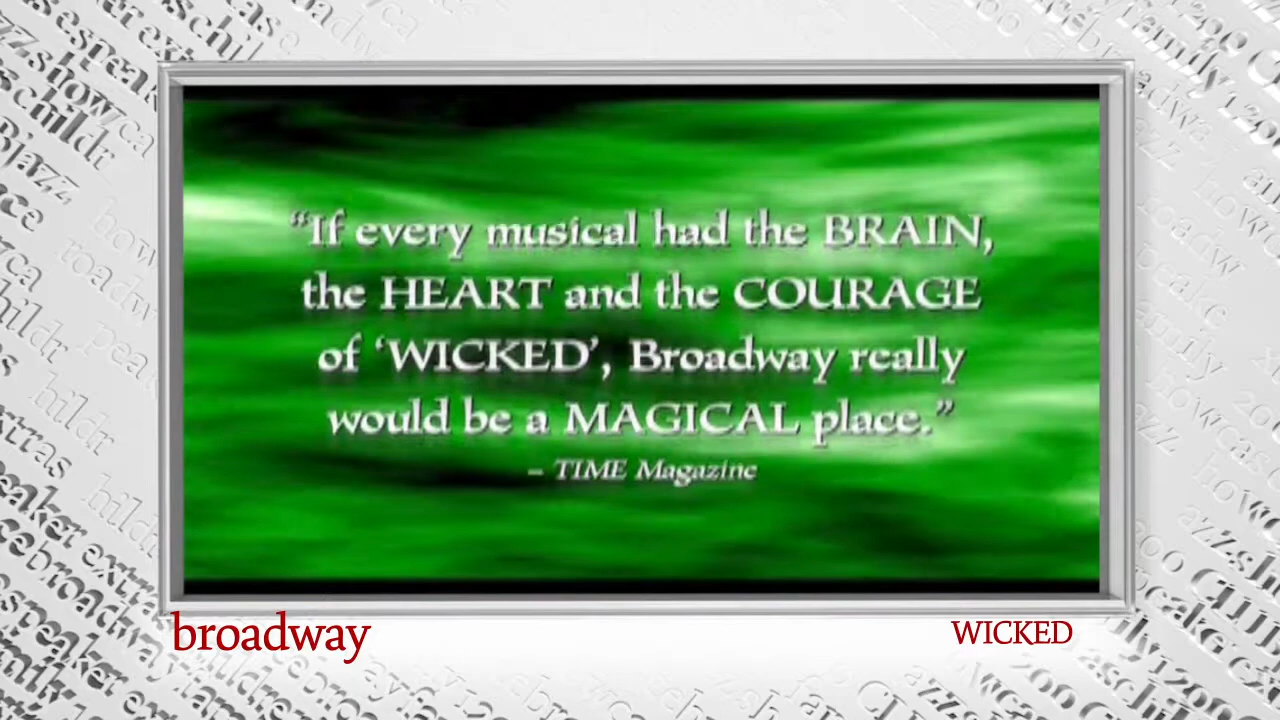 “If every musical had the BRAIN,
the HEART and the COURAGE
of ‘WICKED’, Broadway really
would be a MAGICAL place.”
– TIME Magazine
broadway
WICKED